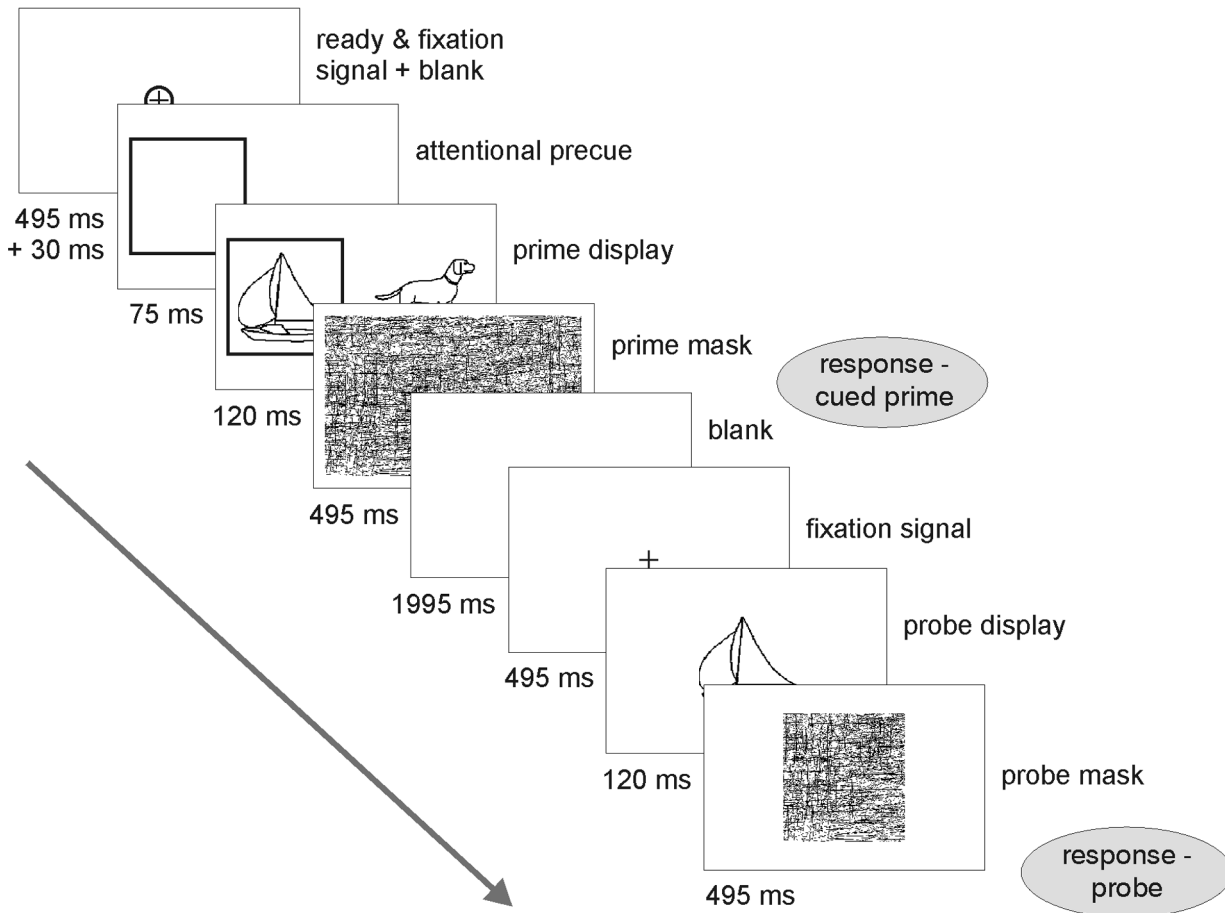 ready & fixation
signal + blank
495 ms
+ 30 ms
attentional precue
75 ms
prime display
120 ms
prime mask
495 ms
response -
cued prime
blank
1995 ms
fixation signal
495 ms
probe display
120 ms
probe mask
495 ms
response -
probe